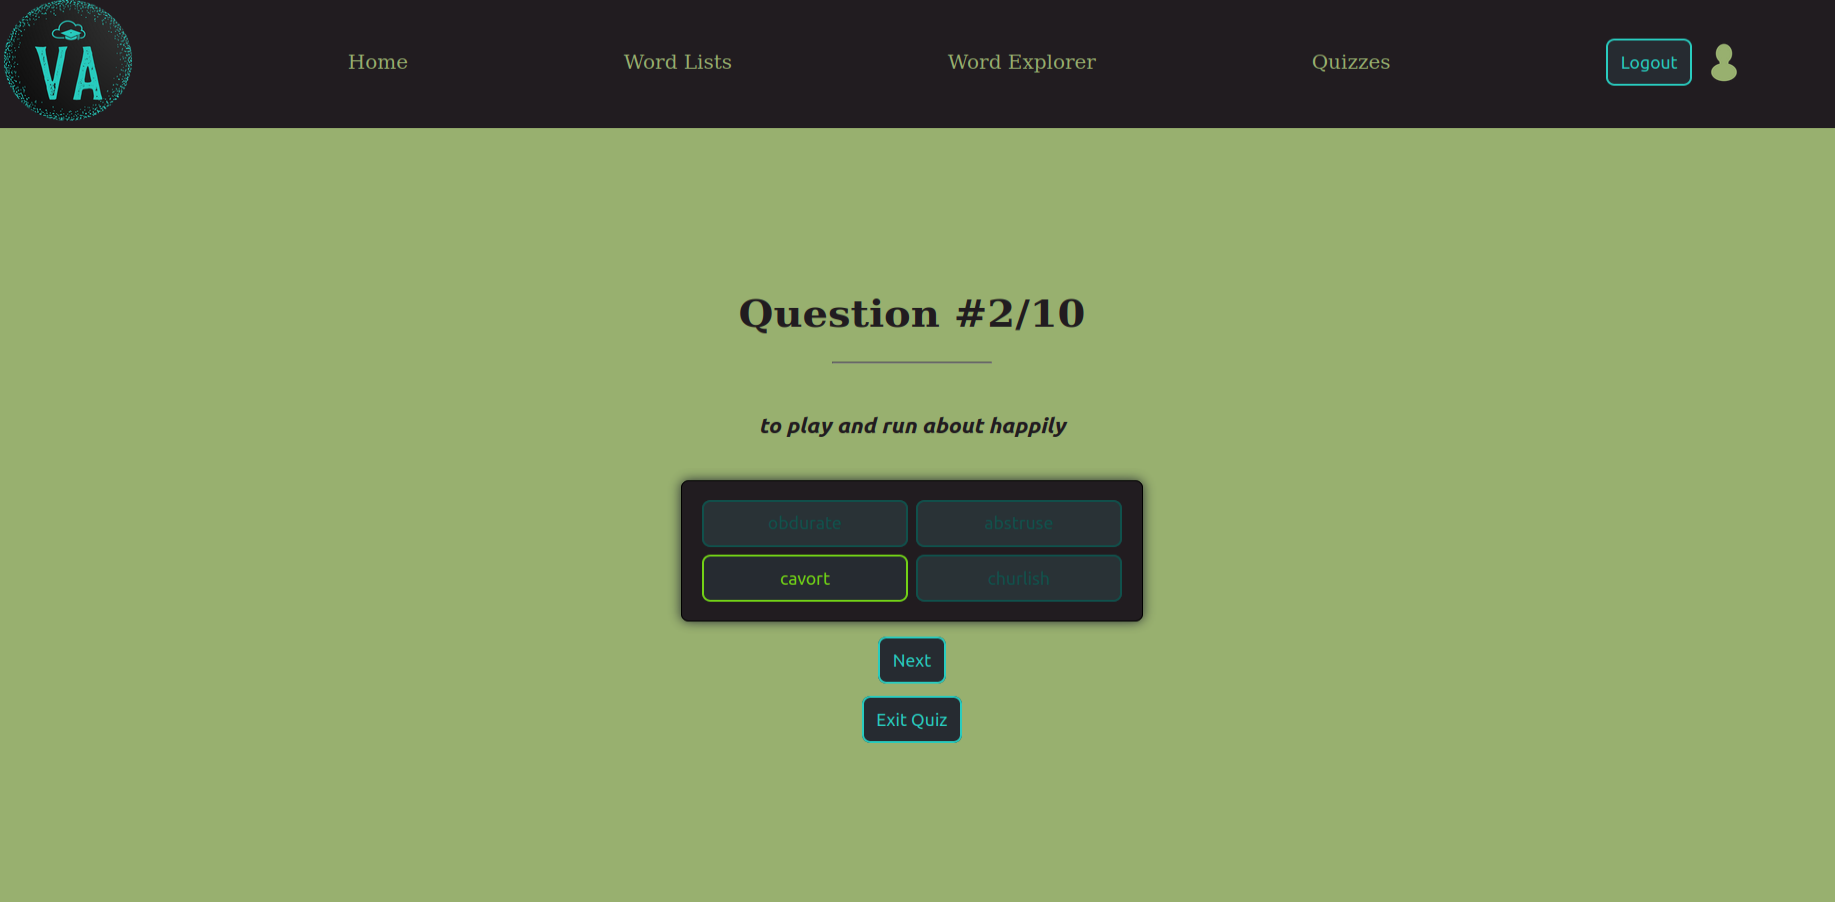 VA
Home Word Lists Word Explorer Quizzes Logout
Question #2/10
to play and run about happily
obdurate abstruse
cavort churlish
Next
Exit Quiz